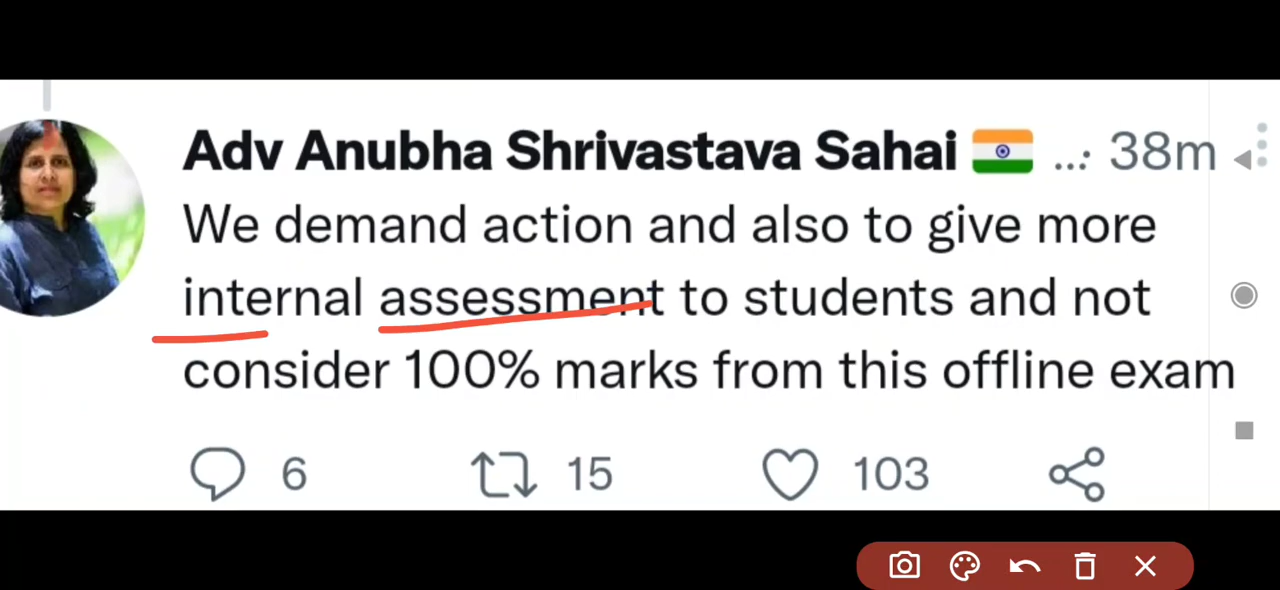 Adv Anubha Shrivastava Sahai 🇮🇳 ...: 38m
We demand action and also to give more
internal assessment to students and not
consider 100% marks from this offline exam
6 15 103